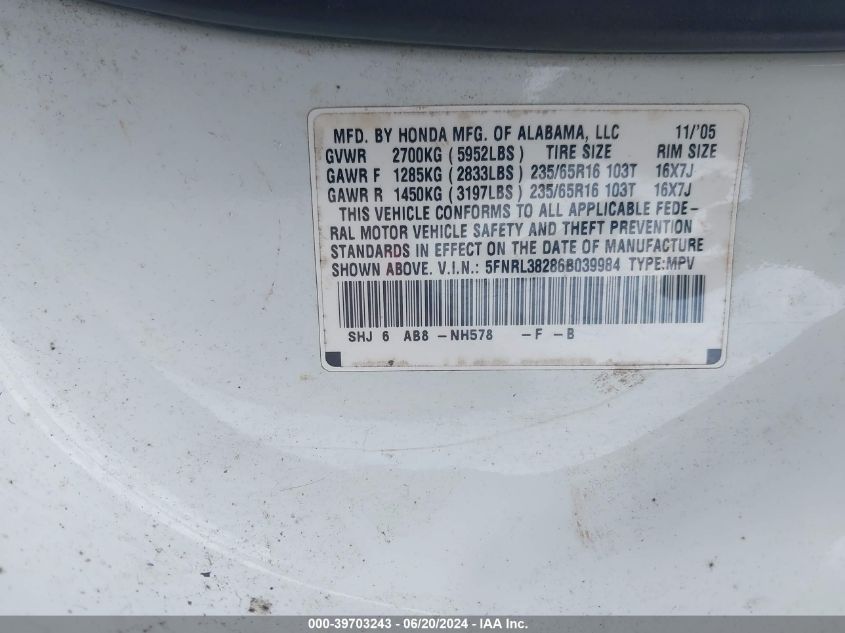 MFD. BY HONDA MFG. OF ALABAMA, LLC 11/'05
GVWR 2700KG (5952LBS) TIRE SIZE RIM SIZE
GAWR F 1285KG (2833LBS) 235/65R16 103T 16X7J
GAWR R 1450KG (3197LBS) 235/65R16 103T 16X7J
THIS VEHICLE CONFORMS TO ALL APPLICABLE FEDE-
RAL MOTOR VEHICLE SAFETY AND THEFT PREVENTION
STANDARDS IN EFFECT ON THE DATE OF MANUFACTURE
SHOWN ABOVE. V.I.N.: 5FNRL38286B039984 TYPE:MPV
SHJ 6 AB8 -NH578 -F -B
000-39703243 - 06/20/2024 - IAA, Inc.